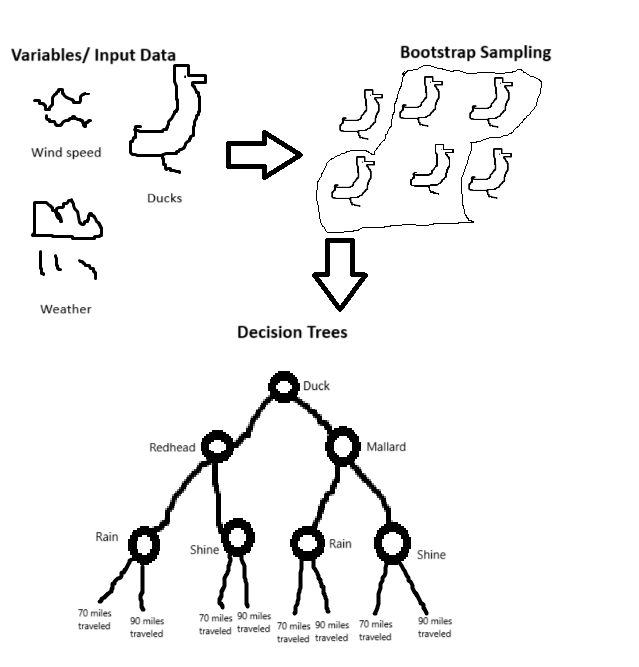 Variables/ Input Data
Bootstrap Sampling
Wind speed
Ducks
Weather
Decision Trees
Duck
Redhead
Mallard
Rain
Shine
Rain
Shine
70 miles
traveled
90 miles
traveled
70 miles
traveled
90 miles
traveled
70 miles
traveled
90 miles
traveled
70 miles
traveled
90 miles
traveled